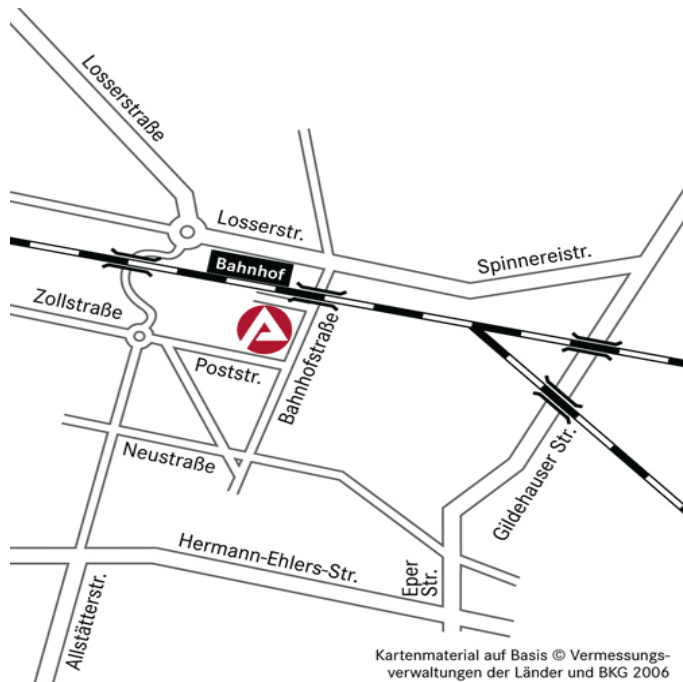 Losserstraße
Losserstr.
Bahnhof
Spinnereistr.
Zollstraße
Poststr.
Bahnhofstraße
Neustraße
Gildehauser Str.
Hermann-Ehlers-Str.
Eper
Str.
Allstätterstr.
Kartenmaterial auf Basis © Vermessungs-
verwaltungen der Länder und BKG 2006